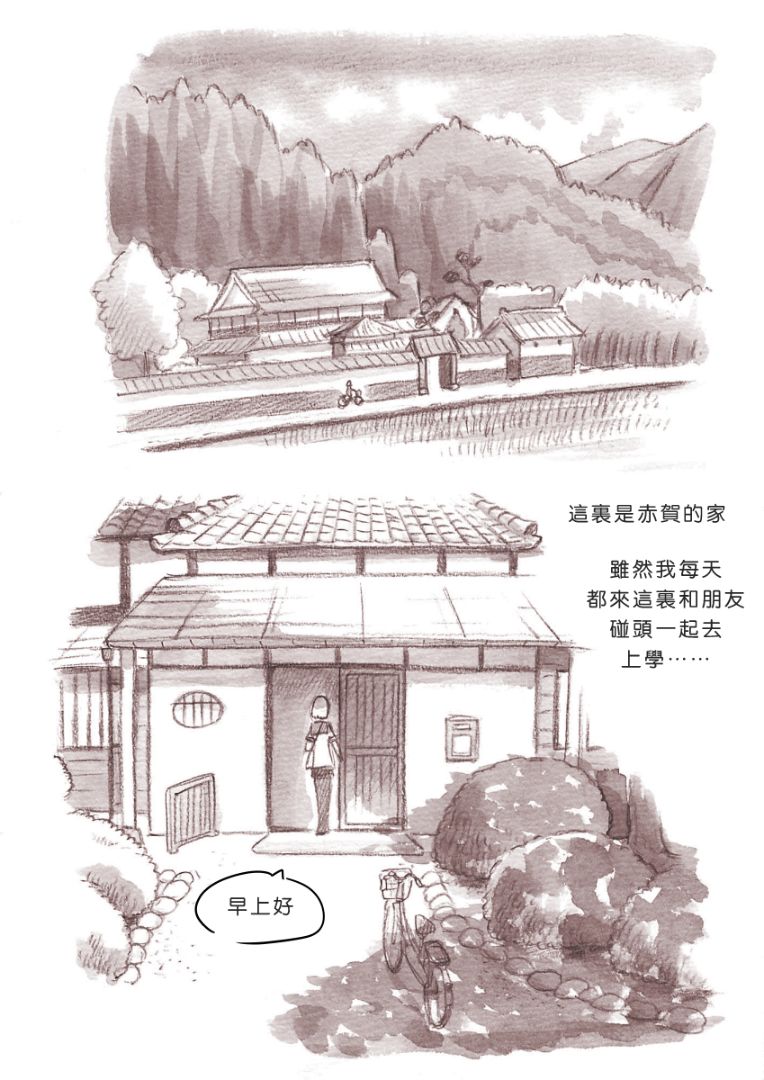 這裏是赤賀的家
雖然我每天
都來這裏和朋友
碰頭一起去
上學⋯⋯
早上好